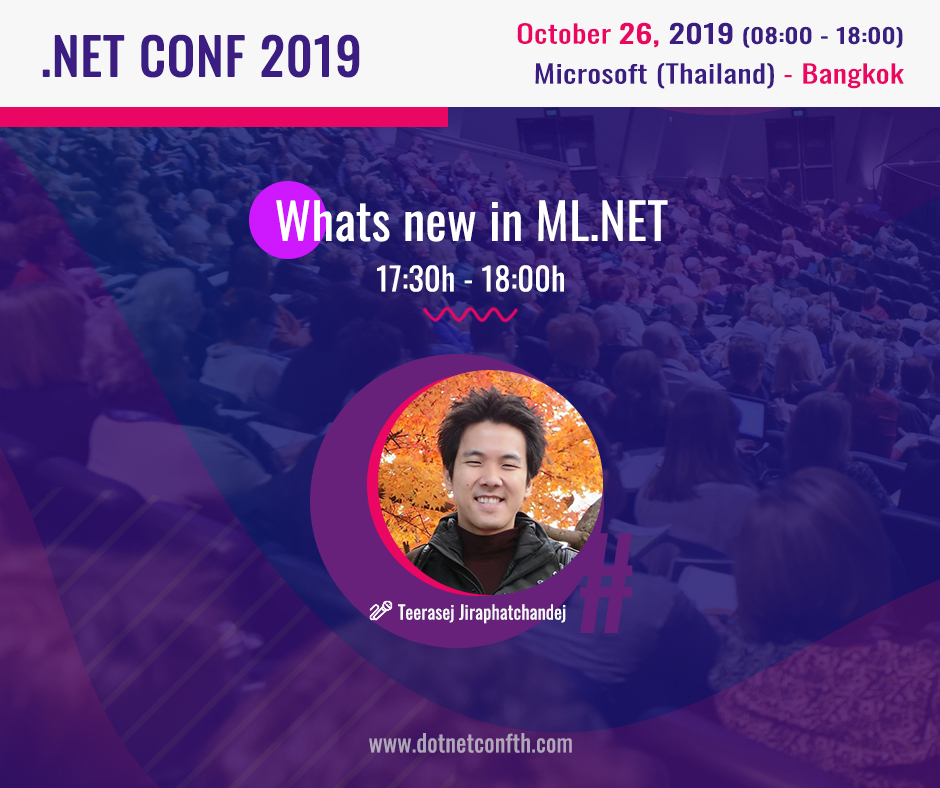 .NET CONF 2019
October 26, 2019 (08:00 - 18:00)
Microsoft (Thailand) - Bangkok
Whats new in ML.NET
17:30h - 18:00h
#
Teerasej Jiraphatchandej
www.dotnetconfth.com